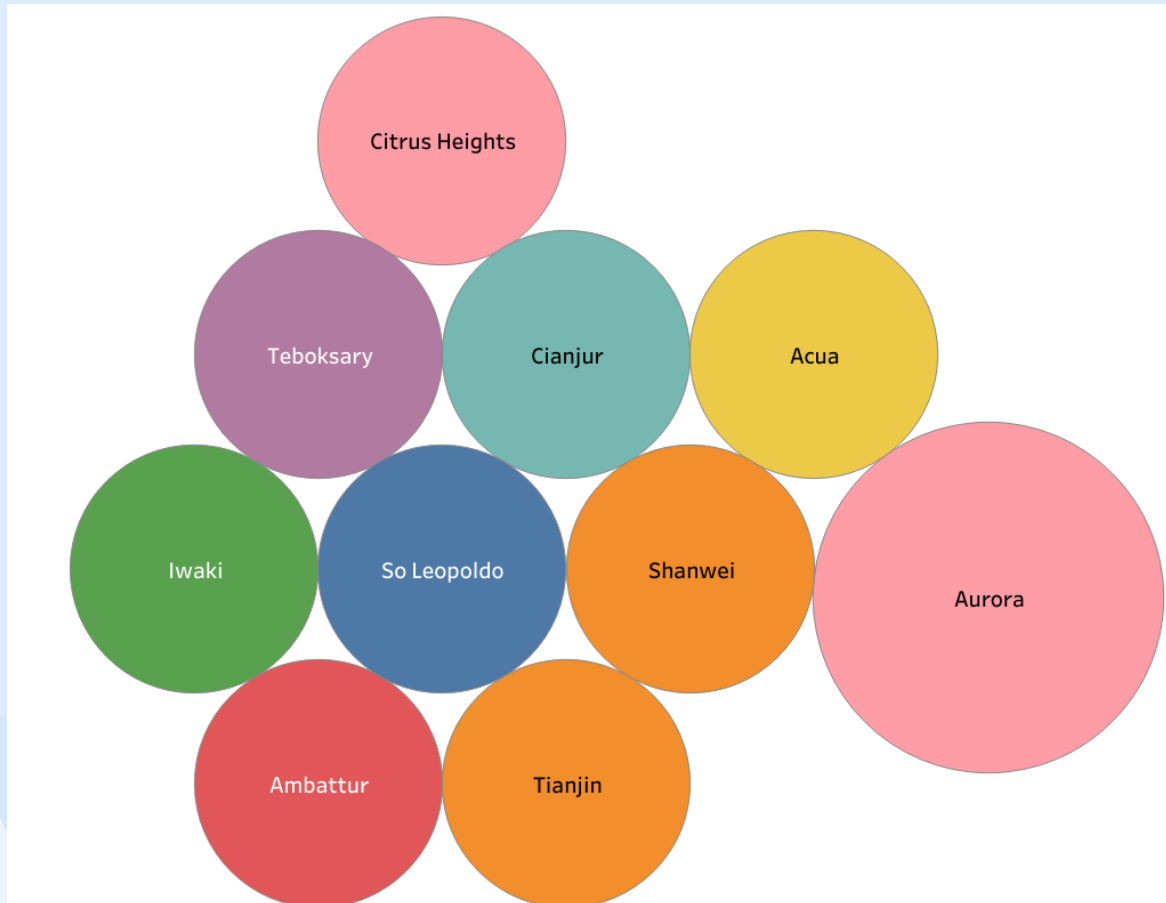 Citrus Heights
Teboksary
Cianjur
Acua
Iwaki
So Leopoldo
Shanwei
Aurora
Ambattur
Tianjin